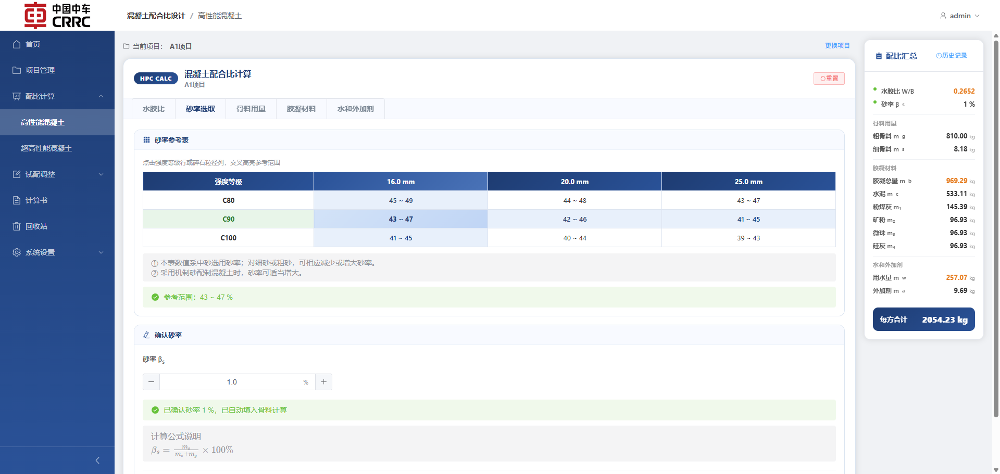 中国中车
CRRC
混凝土配合比设计 / 高性能混凝土
admin
首页
项目管理
配比计算
高性能混凝土
超高性能混凝土
试配调整
计算书
回收站
系统设置
当前项目： A1项目
更换项目
HPC CALC
混凝土配合比计算
A1项目
重置
水胶比 砂率选取 骨料用量 胶凝材料 水和外加剂
砂率参考表
点击强度等级行或碎石粒径列，交叉高亮参考范围
强度等级 16.0 mm 20.0 mm 25.0 mm
C80 45 ~ 49 44 ~ 48 43 ~ 47
C90 43 ~ 47 42 ~ 46 41 ~ 45
C100 41 ~ 45 40 ~ 44 39 ~ 43
① 本表数值系中砂选用砂率；对细砂或粗砂，可相应减少或增大砂率。
② 采用机制砂配制混凝土时，砂率可适当增大。
参考范围：43 ~ 47 %
确认砂率
砂率 βs
1.0 %
已确认砂率 1 %，已自动填入骨料计算
计算公式说明
βs = ms / (ms+mg) × 100%
配比汇总
历史记录
水胶比 W/B 0.2652
砂率 β s 1 %
骨料用量
粗骨料 m g 810.00 kg
细骨料 m s 8.18 kg
胶凝材料
胶凝总量 m b 969.29 kg
水泥 m c 533.11 kg
粉煤灰 m₁ 145.39 kg
矿粉 m₂ 96.93 kg
微珠 m₃ 96.93 kg
硅灰 m₄ 96.93 kg
水和外加剂
用水量 m w 257.07 kg
外加剂 m a 9.69 kg
每方合计 2054.23 kg